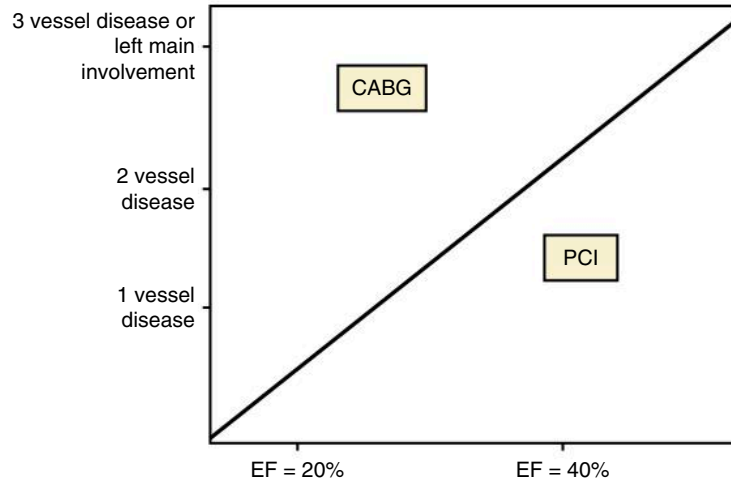 3 vessel disease or
left main
involvement
CABG
2 vessel
disease
PCI
1 vessel
disease
EF = 20%
EF = 40%